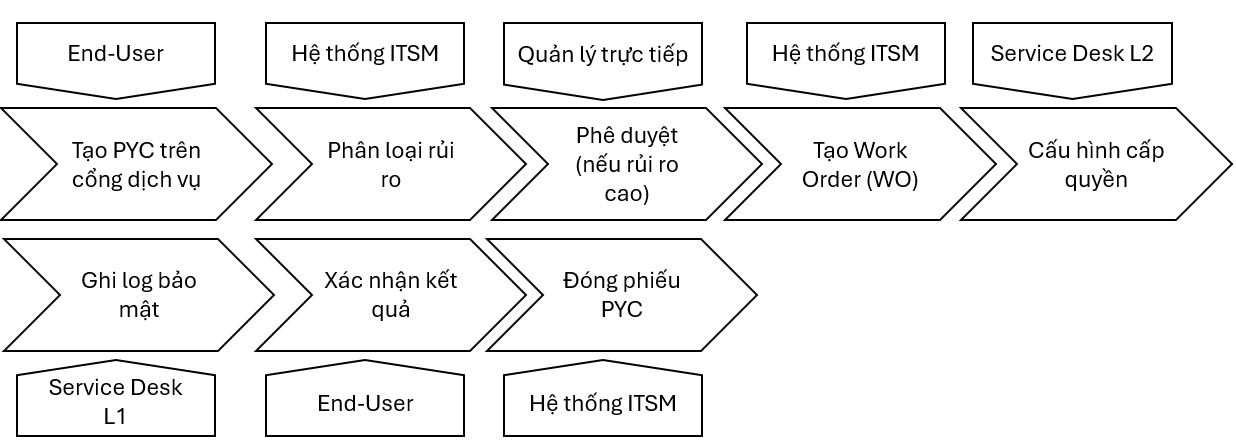 End-User
Hệ thống ITSM
Quản lý trực tiếp
Hệ thống ITSM
Service Desk L2
Tạo PYC trên
cổng dịch vụ
Phân loại rủi
ro
Phê duyệt
(nếu rủi ro
cao)
Tạo Work
Order (WO)
Cấu hình cấp
quyền
Ghi log bảo
mật
Xác nhận kết
quả
Đóng phiếu
PYC
Service Desk
L1
End-User
Hệ thống ITSM